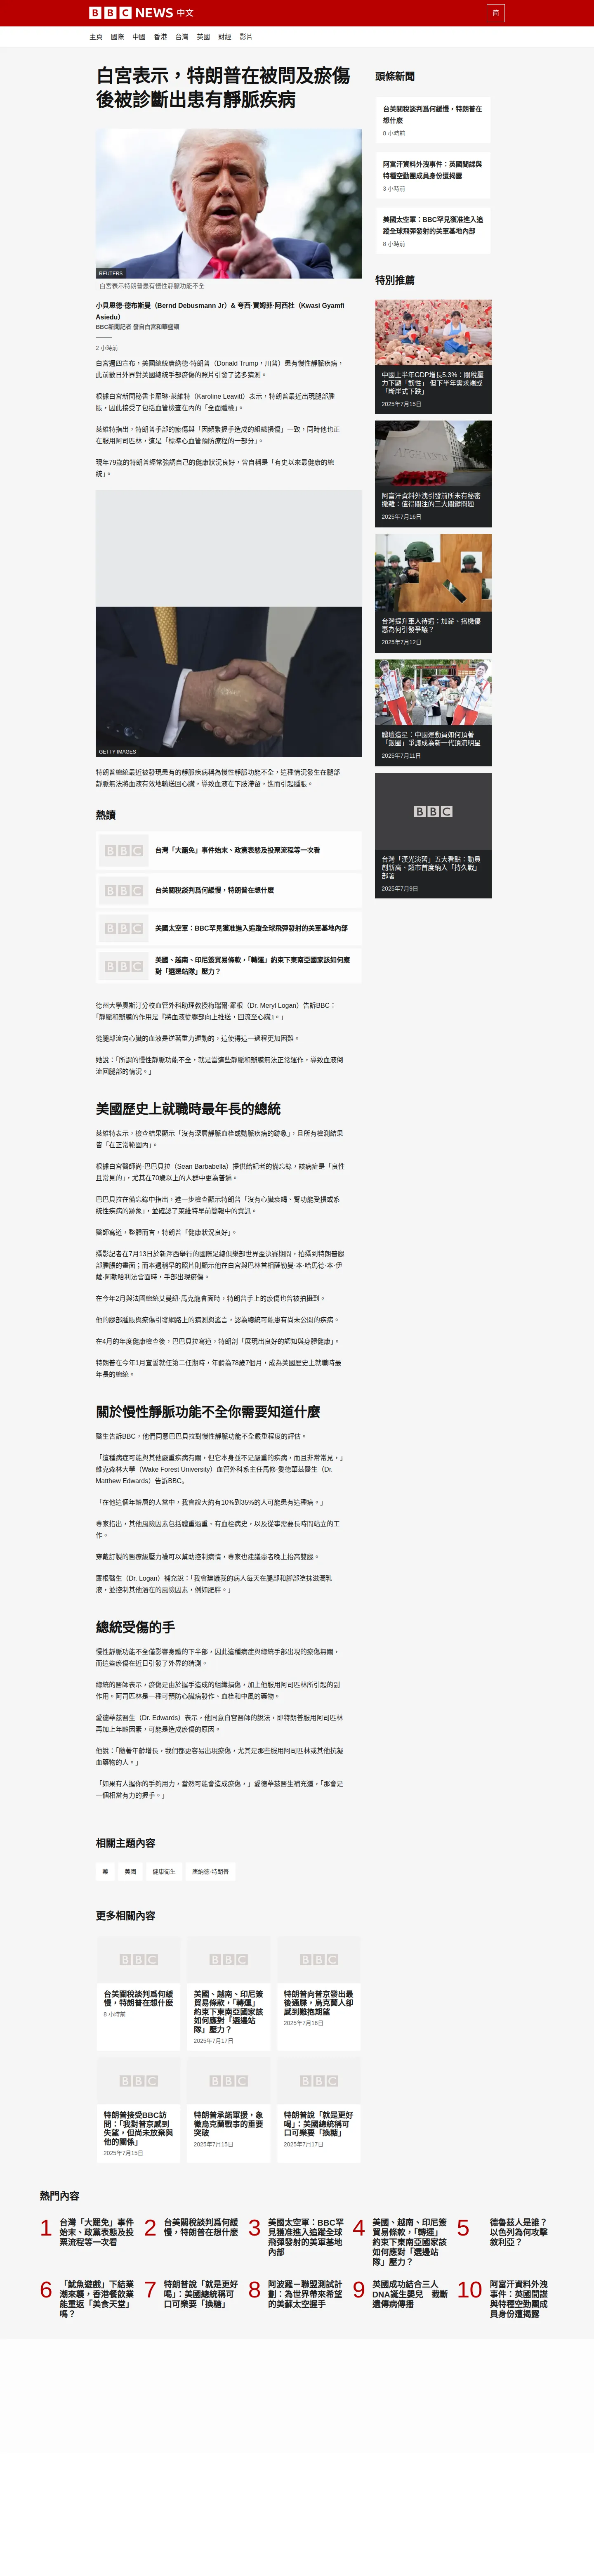 BBC NEWS 中文
简
主頁 國際 中國 香港 台灣 英國 財經 影片
白宮表示，特朗普在被問及瘀傷
後被診斷出患有靜脈疾病
REUTERS
白宮表示特朗普患有慢性靜脈功能不全
小貝恩德·德布斯曼（Bernd Debusmann Jr）& 夸西·賈姆菲·阿西杜（Kwasi Gyamfi
Asiedu）
BBC新聞記者 發自白宮和華盛頓
2 小時前
白宮週四宣布，美國總統唐納德·特朗普（Donald Trump，川普）患有慢性靜脈疾病，
此前數日外界對美國總統手部瘀傷的照片引發了諸多猜測。
根據白宮新聞秘書卡羅琳·萊維特（Karoline Leavitt）表示，特朗普最近出現腿部腫
脹，因此接受了包括血管檢查在內的「全面體檢」。
萊維特指出，特朗普手部的瘀傷與「因頻繁握手造成的組織損傷」一致，同時他也正
在服用阿司匹林，這是「標準心血管預防療程的一部分」。
現年79歲的特朗普經常強調自己的健康狀況良好，曾自稱是「有史以來最健康的總
統」。
GETTY IMAGES
特朗普總統最近被發現患有的靜脈疾病稱為慢性靜脈功能不全，這種情況發生在腿部
靜脈無法將血液有效地輸送回心臟，導致血液在下肢滯留，進而引起腫脹。
熱讀
BBC
台灣「大罷免」事件始末、政黨表態及投票流程等一次看
BBC
台美關稅談判爲何緩慢，特朗普在想什麽
BBC
美國太空軍：BBC罕見獲准進入追蹤全球飛彈發射的美軍基地內部
BBC
美國、越南、印尼簽貿易條款，「轉運」約束下東南亞國家該如何應
對「選邊站隊」壓力？
德州大學奧斯汀分校血管外科助理教授梅瑞爾·羅根（Dr. Meryl Logan）告訴BBC：
「靜脈和瓣膜的作用是『將血液從腿部向上推送，回流至心臟』。」
從腿部流向心臟的血液是逆著重力運動的，這使得這一過程更加困難。
她說：「所謂的慢性靜脈功能不全，就是當這些靜脈和瓣膜無法正常運作，導致血液倒
流回腿部的情況。」
美國歷史上就職時最年長的總統
萊維特表示，檢查結果顯示「沒有深層靜脈血栓或動脈疾病的跡象」，且所有檢測結果
皆「在正常範圍內」。
根據白宮醫師尚·巴巴貝拉（Sean Barbabella）提供給記者的備忘錄，該病症是「良性
且常見的」，尤其在70歲以上的人群中更為普遍。
巴巴貝拉在備忘錄中指出，進一步檢查顯示特朗普「沒有心臟衰竭、腎功能受損或系
統性疾病的跡象」，並確認了萊維特早前簡報中的資訊。
醫師寫道，整體而言，特朗普「健康狀況良好」。
攝影記者在7月13日於新澤西舉行的國際足總俱樂部世界盃決賽期間，拍攝到特朗普腿
部腫脹的畫面；而本週稍早的照片則顯示他在白宮與巴林首相薩勒曼·本·哈馬德·本·伊
薩·阿勒哈利法會面時，手部出現瘀傷。
在今年2月與法國總統艾曼紐·馬克龍會面時，特朗普手上的瘀傷也曾被拍攝到。
他的腿部腫脹與瘀傷引發網路上的猜測與謠言，認為總統可能患有尚未公開的疾病。
在4月的年度健康檢查後，巴巴貝拉寫道，特朗剖「展現出良好的認知與身體健康」。
特朗普在今年1月宣誓就任第二任期時，年齡為78歲7個月，成為美國歷史上就職時最
年長的總統。
關於慢性靜脈功能不全你需要知道什麼
醫生告訴BBC，他們同意巴巴貝拉對慢性靜脈功能不全嚴重程度的評估。
「這種病症可能與其他嚴重疾病有關，但它本身並不是嚴重的疾病，而且非常常見，」
維克森林大學（Wake Forest University）血管外科系主任馬修·愛德華茲醫生（Dr.
Matthew Edwards）告訴BBC。
「在他這個年齡層的人當中，我會說大約有10%到35%的人可能患有這種病。」
專家指出，其他風險因素包括體重過重、有血栓病史，以及從事需要長時間站立的工
作。
穿戴訂製的醫療級壓力襪可以幫助控制病情，專家也建議患者晚上抬高雙腿。
羅根醫生（Dr. Logan）補充說：「我會建議我的病人每天在腿部和腳部塗抹滋潤乳
液，並控制其他潛在的風險因素，例如肥胖。」
總統受傷的手
慢性靜脈功能不全僅影響身體的下半部，因此這種病症與總統手部出現的瘀傷無關，
而這些瘀傷在近日引發了外界的猜測。
總統的醫師表示，瘀傷是由於握手造成的組織損傷，加上他服用阿司匹林所引起的副
作用。阿司匹林是一種可預防心臟病發作、血栓和中風的藥物。
愛德華茲醫生（Dr. Edwards）表示，他同意白宮醫師的說法，即特朗普服用阿司匹林
再加上年齡因素，可能是造成瘀傷的原因。
他說：「隨著年齡增長，我們都更容易出現瘀傷，尤其是那些服用阿司匹林或其他抗凝
血藥物的人。」
「如果有人握你的手夠用力，當然可能會造成瘀傷，」愛德華茲醫生補充道，「那會是
一個相當有力的握手。」
相關主題內容
藥 美國 健康衛生 唐納德·特朗普
更多相關內容
BBC
台美關稅談判爲何緩
慢，特朗普在想什麽
8 小時前
BBC
美國、越南、印尼簽
貿易條款，「轉運」
約束下東南亞國家該
如何應對「選邊站
隊」壓力？
2025年7月17日
BBC
特朗普向普京發出最
後通牒，烏克蘭人卻
感到難抱期望
2025年7月16日
BBC
特朗普接受BBC訪
問：「我對普京感到
失望，但尚未放棄與
他的關係」
2025年7月15日
BBC
特朗普承諾軍援，象
徵烏克蘭戰事的重要
突破
2025年7月15日
BBC
特朗普說「就是更好
喝」：美國總統稱可
口可樂要「換糖」
2025年7月17日
頭條新聞
台美關稅談判爲何緩慢，特朗普在
想什麽
8 小時前
阿富汗資料外洩事件：英國間諜與
特種空勤團成員身份遭揭露
3 小時前
美國太空軍：BBC罕見獲准進入追
蹤全球飛彈發射的美軍基地內部
8 小時前
特別推薦
中國上半年GDP增長5.3%：關稅壓
力下顯「韌性」 但下半年需求端或
「斷崖式下跌」
2025年7月15日
AFGHANISTAN
阿富汗資料外洩引發前所未有秘密
撤離：值得關注的三大關鍵問題
2025年7月16日
台灣提升軍人待遇：加薪、搭機優
惠為何引發爭議？
2025年7月12日
體壇造星：中國運動員如何頂著
「飯圈」爭議成為新一代頂流明星
2025年7月11日
BBC
台灣「漢光演習」五大看點：動員
創新高、超市首度納入「持久戰」
部署
2025年7月9日
熱門內容
1 台灣「大罷免」事件
始末、政黨表態及投
票流程等一次看
2 台美關稅談判爲何緩
慢，特朗普在想什麽
3 美國太空軍：BBC罕
見獲准進入追蹤全球
飛彈發射的美軍基地
內部
4 美國、越南、印尼簽
貿易條款，「轉運」
約束下東南亞國家該
如何應對「選邊站
隊」壓力？
5 德魯茲人是誰？
以色列為何攻擊
敘利亞？
6 「魷魚遊戲」下結業
潮來襲，香港餐飲業
能重返「美食天堂」
嗎？
7 特朗普說「就是更好
喝」：美國總統稱可
口可樂要「換糖」
8 阿波羅－聯盟測試計
劃：為世界帶來希望
的美蘇太空握手
9 英國成功結合三人
DNA誕生嬰兒 截斷
遺傳病傳播
10 阿富汗資料外洩
事件：英國間諜
與特種空勤團成
員身份遭揭露